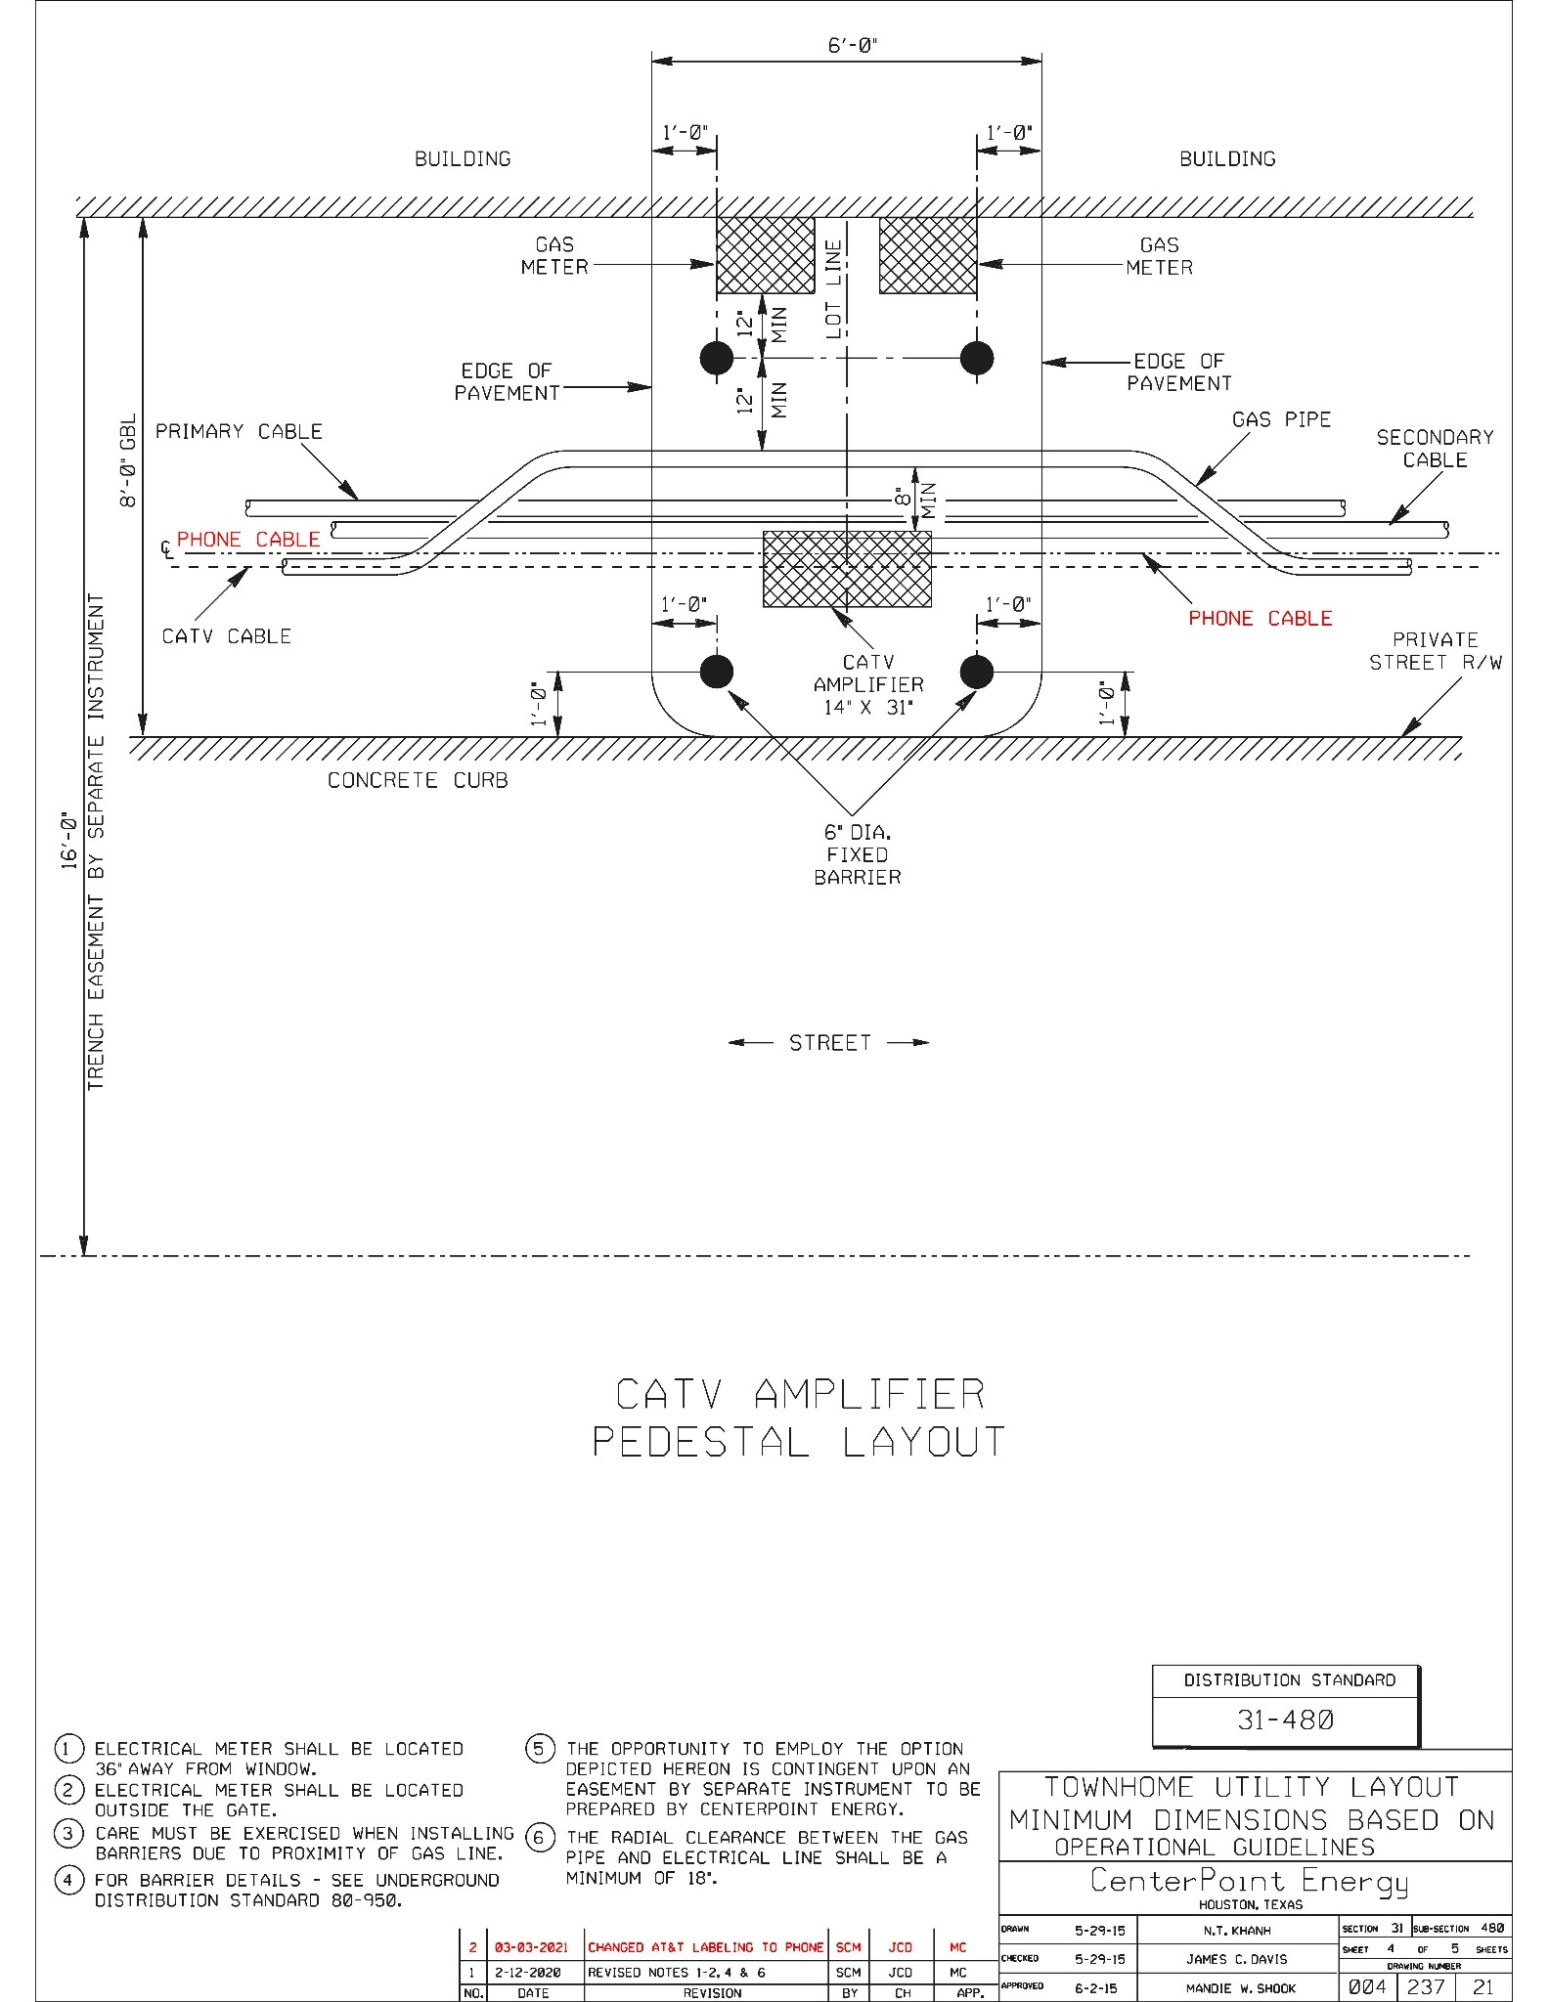 6'-0"
1'-0"
1'-0"
BUILDING
BUILDING
GAS
METER
LOT LINE
GAS
METER
12"
MIN
EDGE OF
PAVEMENT
12"
MIN
EDGE OF
PAVEMENT
8'-0" GBL
PRIMARY CABLE
GAS PIPE
SECONDARY
CABLE
8"
MIN
℄ PHONE CABLE
CATV CABLE
1'-0"
1'-0"
PHONE CABLE
CATV
AMPLIFIER
14" X 31"
PRIVATE
STREET R/W
1'-0"
1'-0"
CONCRETE CURB
16'-0"
TRENCH EASEMENT BY SEPARATE INSTRUMENT
6" DIA.
FIXED
BARRIER
STREET
CATV AMPLIFIER
PEDESTAL LAYOUT
DISTRIBUTION STANDARD
31-480
1 ELECTRICAL METER SHALL BE LOCATED
36" AWAY FROM WINDOW.
2 ELECTRICAL METER SHALL BE LOCATED
OUTSIDE THE GATE.
3 CARE MUST BE EXERCISED WHEN INSTALLING
BARRIERS DUE TO PROXIMITY OF GAS LINE.
4 FOR BARRIER DETAILS - SEE UNDERGROUND
DISTRIBUTION STANDARD 80-950.
5 THE OPPORTUNITY TO EMPLOY THE OPTION
DEPICTED HEREON IS CONTINGENT UPON AN
EASEMENT BY SEPARATE INSTRUMENT TO BE
PREPARED BY CENTERPOINT ENERGY.
6 THE RADIAL CLEARANCE BETWEEN THE GAS
PIPE AND ELECTRICAL LINE SHALL BE A
MINIMUM OF 18".
TOWNHOME UTILITY LAYOUT
MINIMUM DIMENSIONS BASED ON
OPERATIONAL GUIDELINES
CenterPoint Energy
HOUSTON, TEXAS
DRAWN 5-29-15 N.T. KHANH SECTION 31 SUB-SECTION 480
CHECKED 5-29-15 JAMES C. DAVIS SHEET 4 OF 5 SHEETS
DRAWING NUMBER
APPROVED 6-2-15 MANDIE W. SHOOK 004 237 21
2 03-03-2021 CHANGED AT&T LABELING TO PHONE SCM JCD MC
1 2-12-2020 REVISED NOTES 1-2, 4 & 6 SCM JCD MC
NO. DATE REVISION BY CH APP.